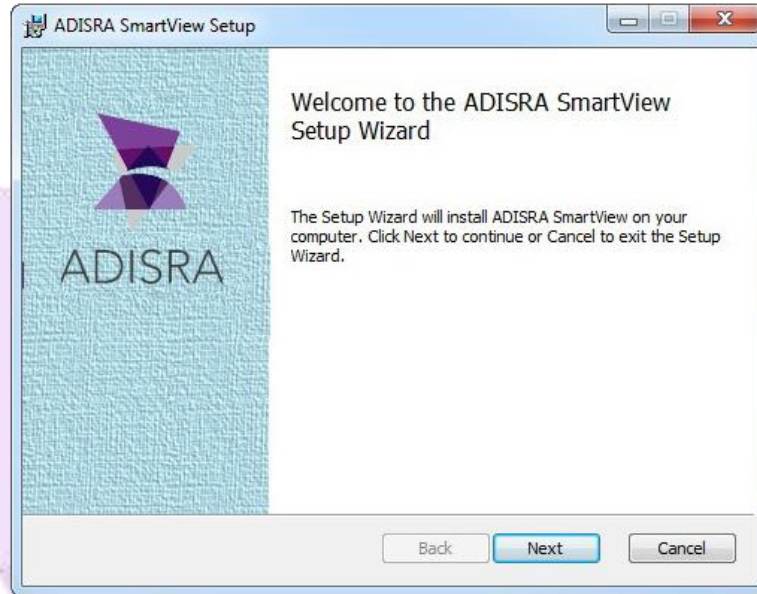 ADISRA SmartView Setup
Welcome to the ADISRA SmartView
Setup Wizard
The Setup Wizard will install ADISRA SmartView on your
computer. Click Next to continue or Cancel to exit the Setup
Wizard.
ADISRA
Back
Next
Cancel